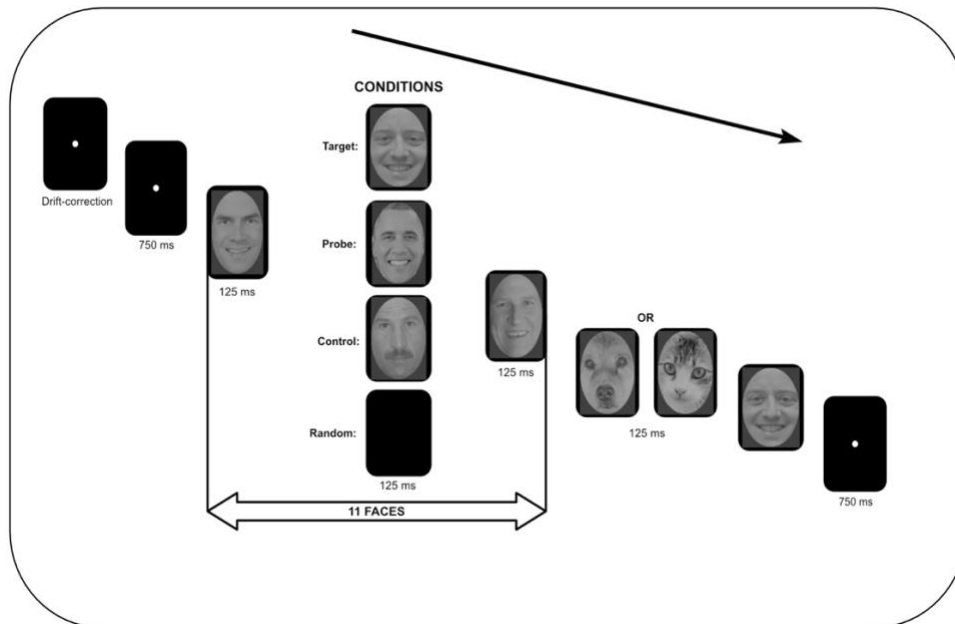 CONDITIONS
Target:
Drift-correction
Probe:
750 ms
125 ms
Control:
OR
125 ms
125 ms
Random:
125 ms
750 ms
11 FACES